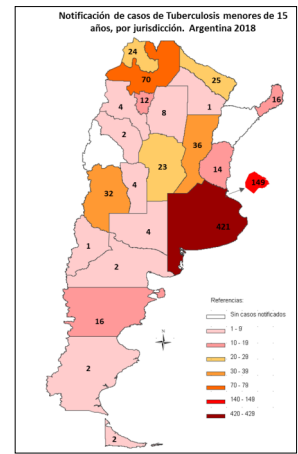 Notificación de casos de Tuberculosis menores de 15
años, por jurisdicción. Argentina 2018
24
70
25
16
4
12
8
1
2
36
14
149
23
32
4
421
4
1
2
16
N
2
2
Referencias:
Sin casos notificados
1 - 9
10 - 19
20 - 28
30 - 39
70 - 79
140 - 149
420 - 429